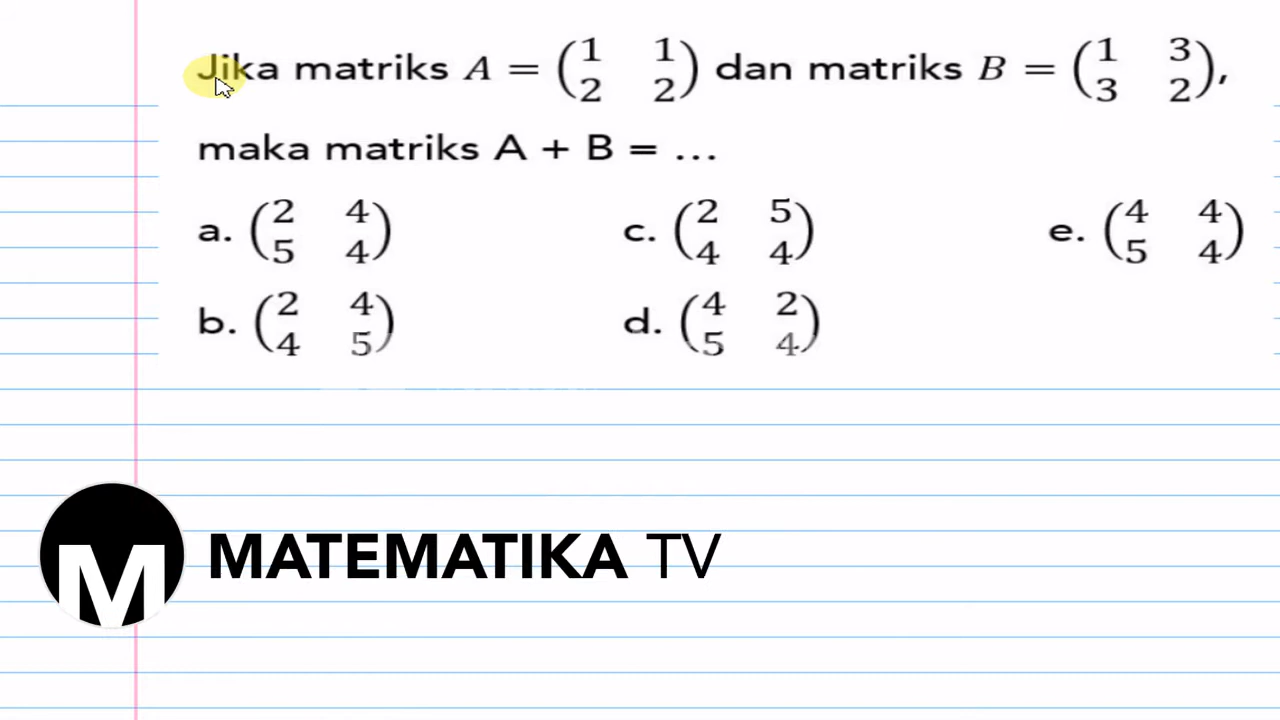 Jika matriks A = (1 1 2 2) dan matriks B = (1 3 3 2),
maka matriks A + B = ...
a. (2 4 5 4) c. (2 5 4 4) e. (4 4 5 4)
b. (2 4 4 5) d. (4 2 5 4)
M MATEMATIKA TV